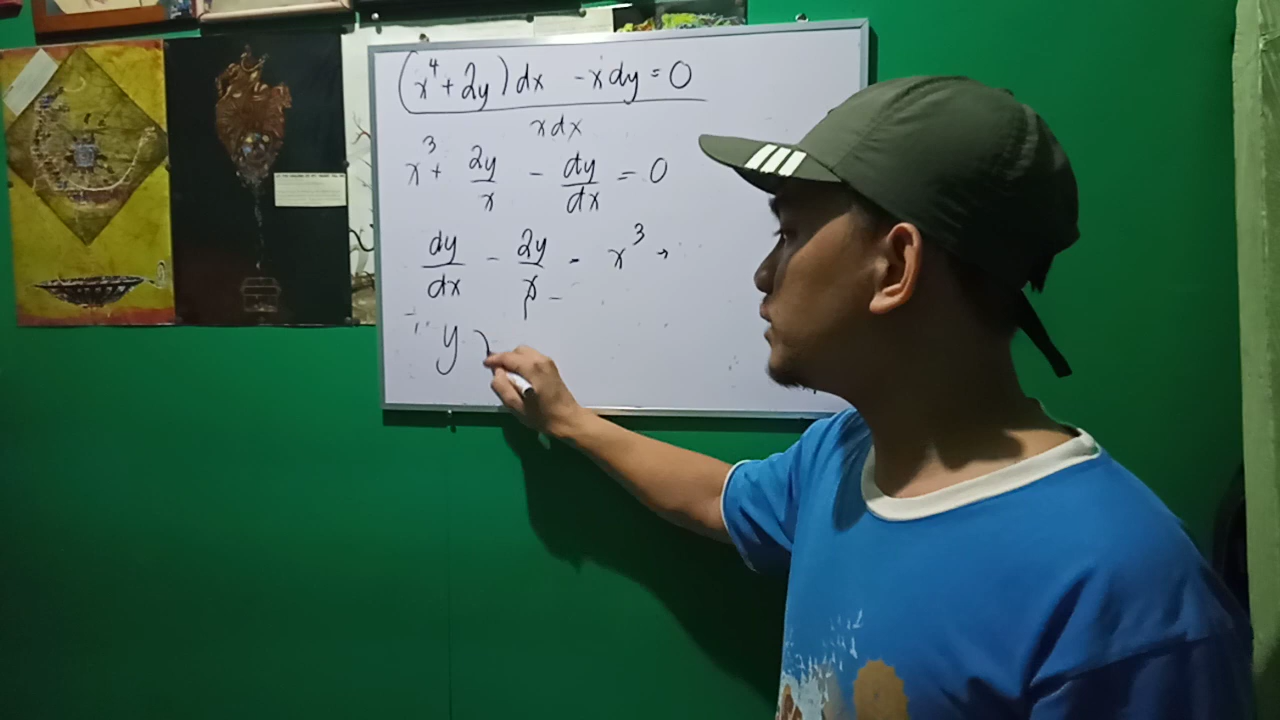 (x⁴ + 2y) dx - x dy = 0
x dx
x³ + 2y/x - dy/dx = 0
dy/dx - 2y/x = x³ →
y